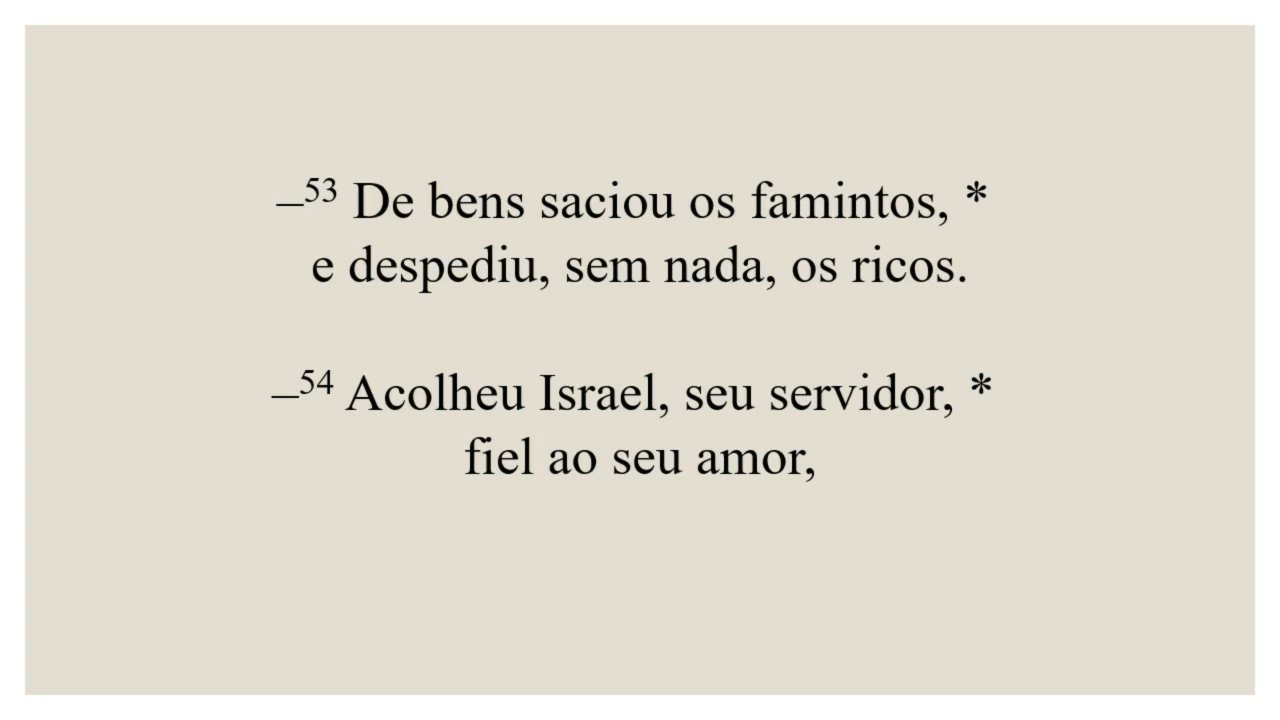 –53 De bens saciou os famintos, *
e despediu, sem nada, os ricos.
–54 Acolheu Israel, seu servidor, *
fiel ao seu amor,